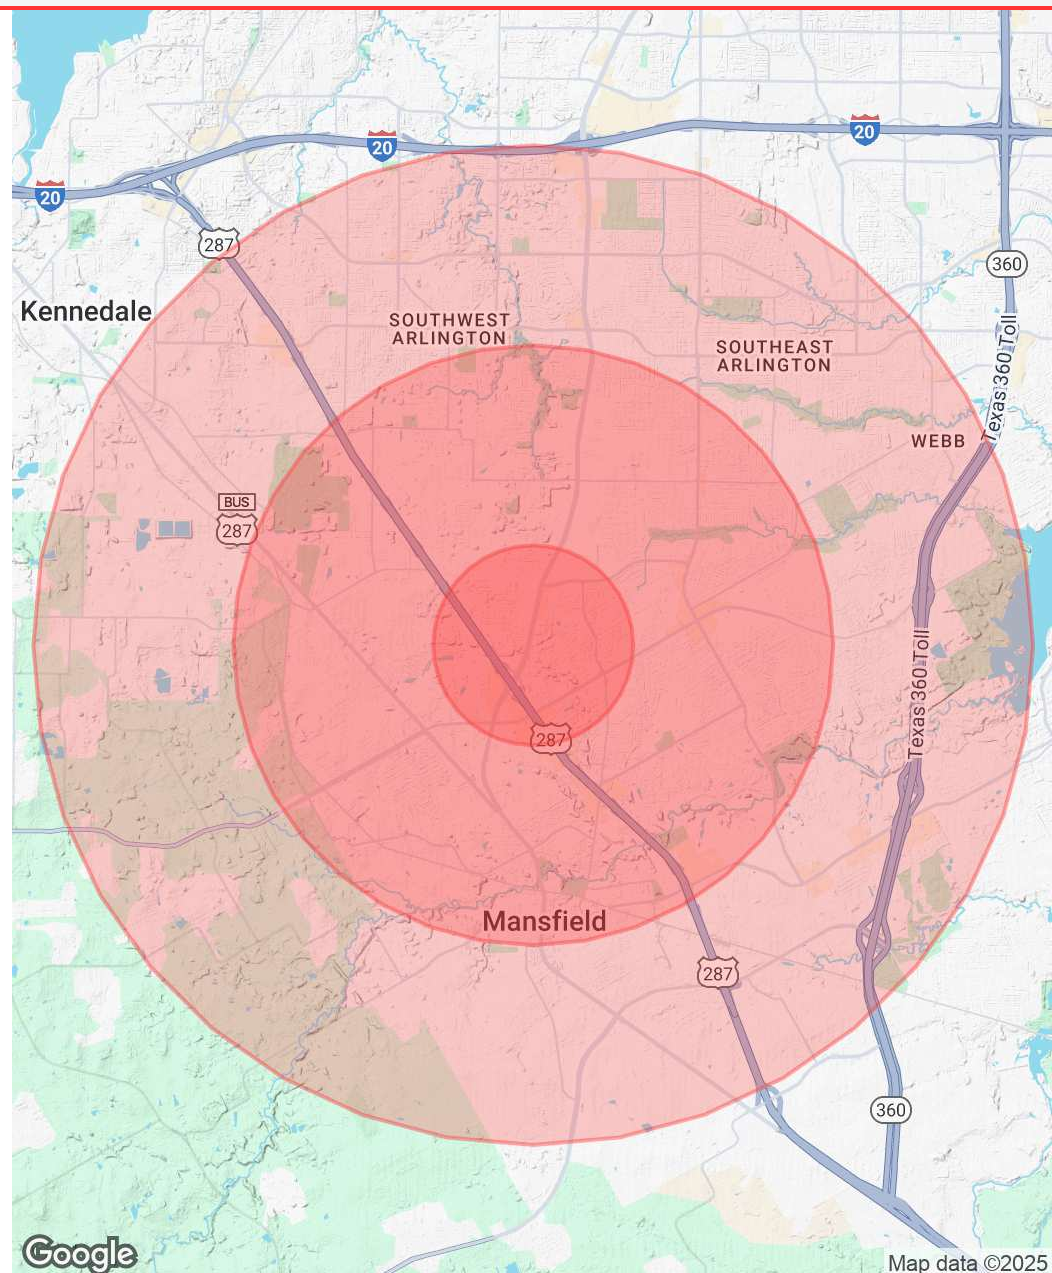 20
20
20
287
360
Kennedale
SOUTHWEST
ARLINGTON
SOUTHEAST
ARLINGTON
Texas 360 Toll
WEBB
BUS
287
Texas 360 Toll
287
Mansfield
287
360
Google
Map data ©2025